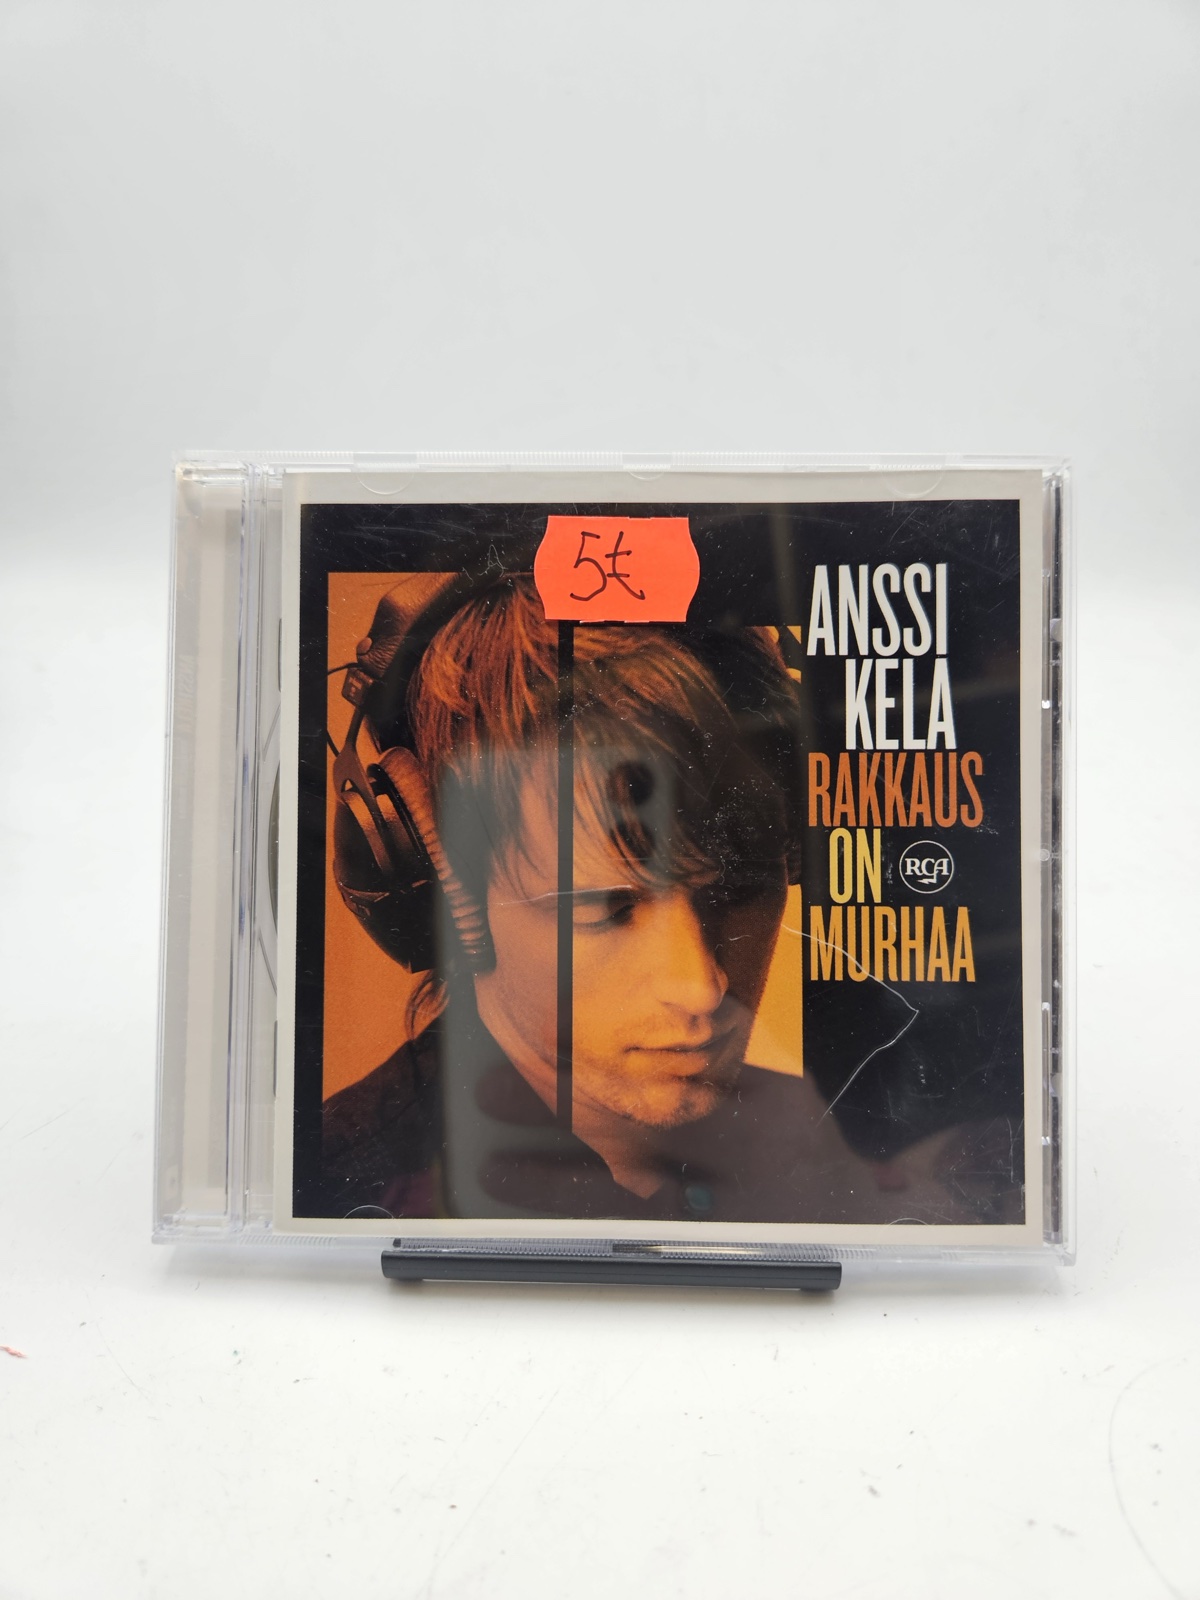 5€
ANSSI
KELA
RAKKAUS
ON
RCA
MURHAA